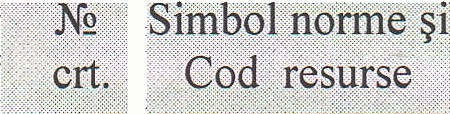 № Simbol norme şi
crt. Cod resurse